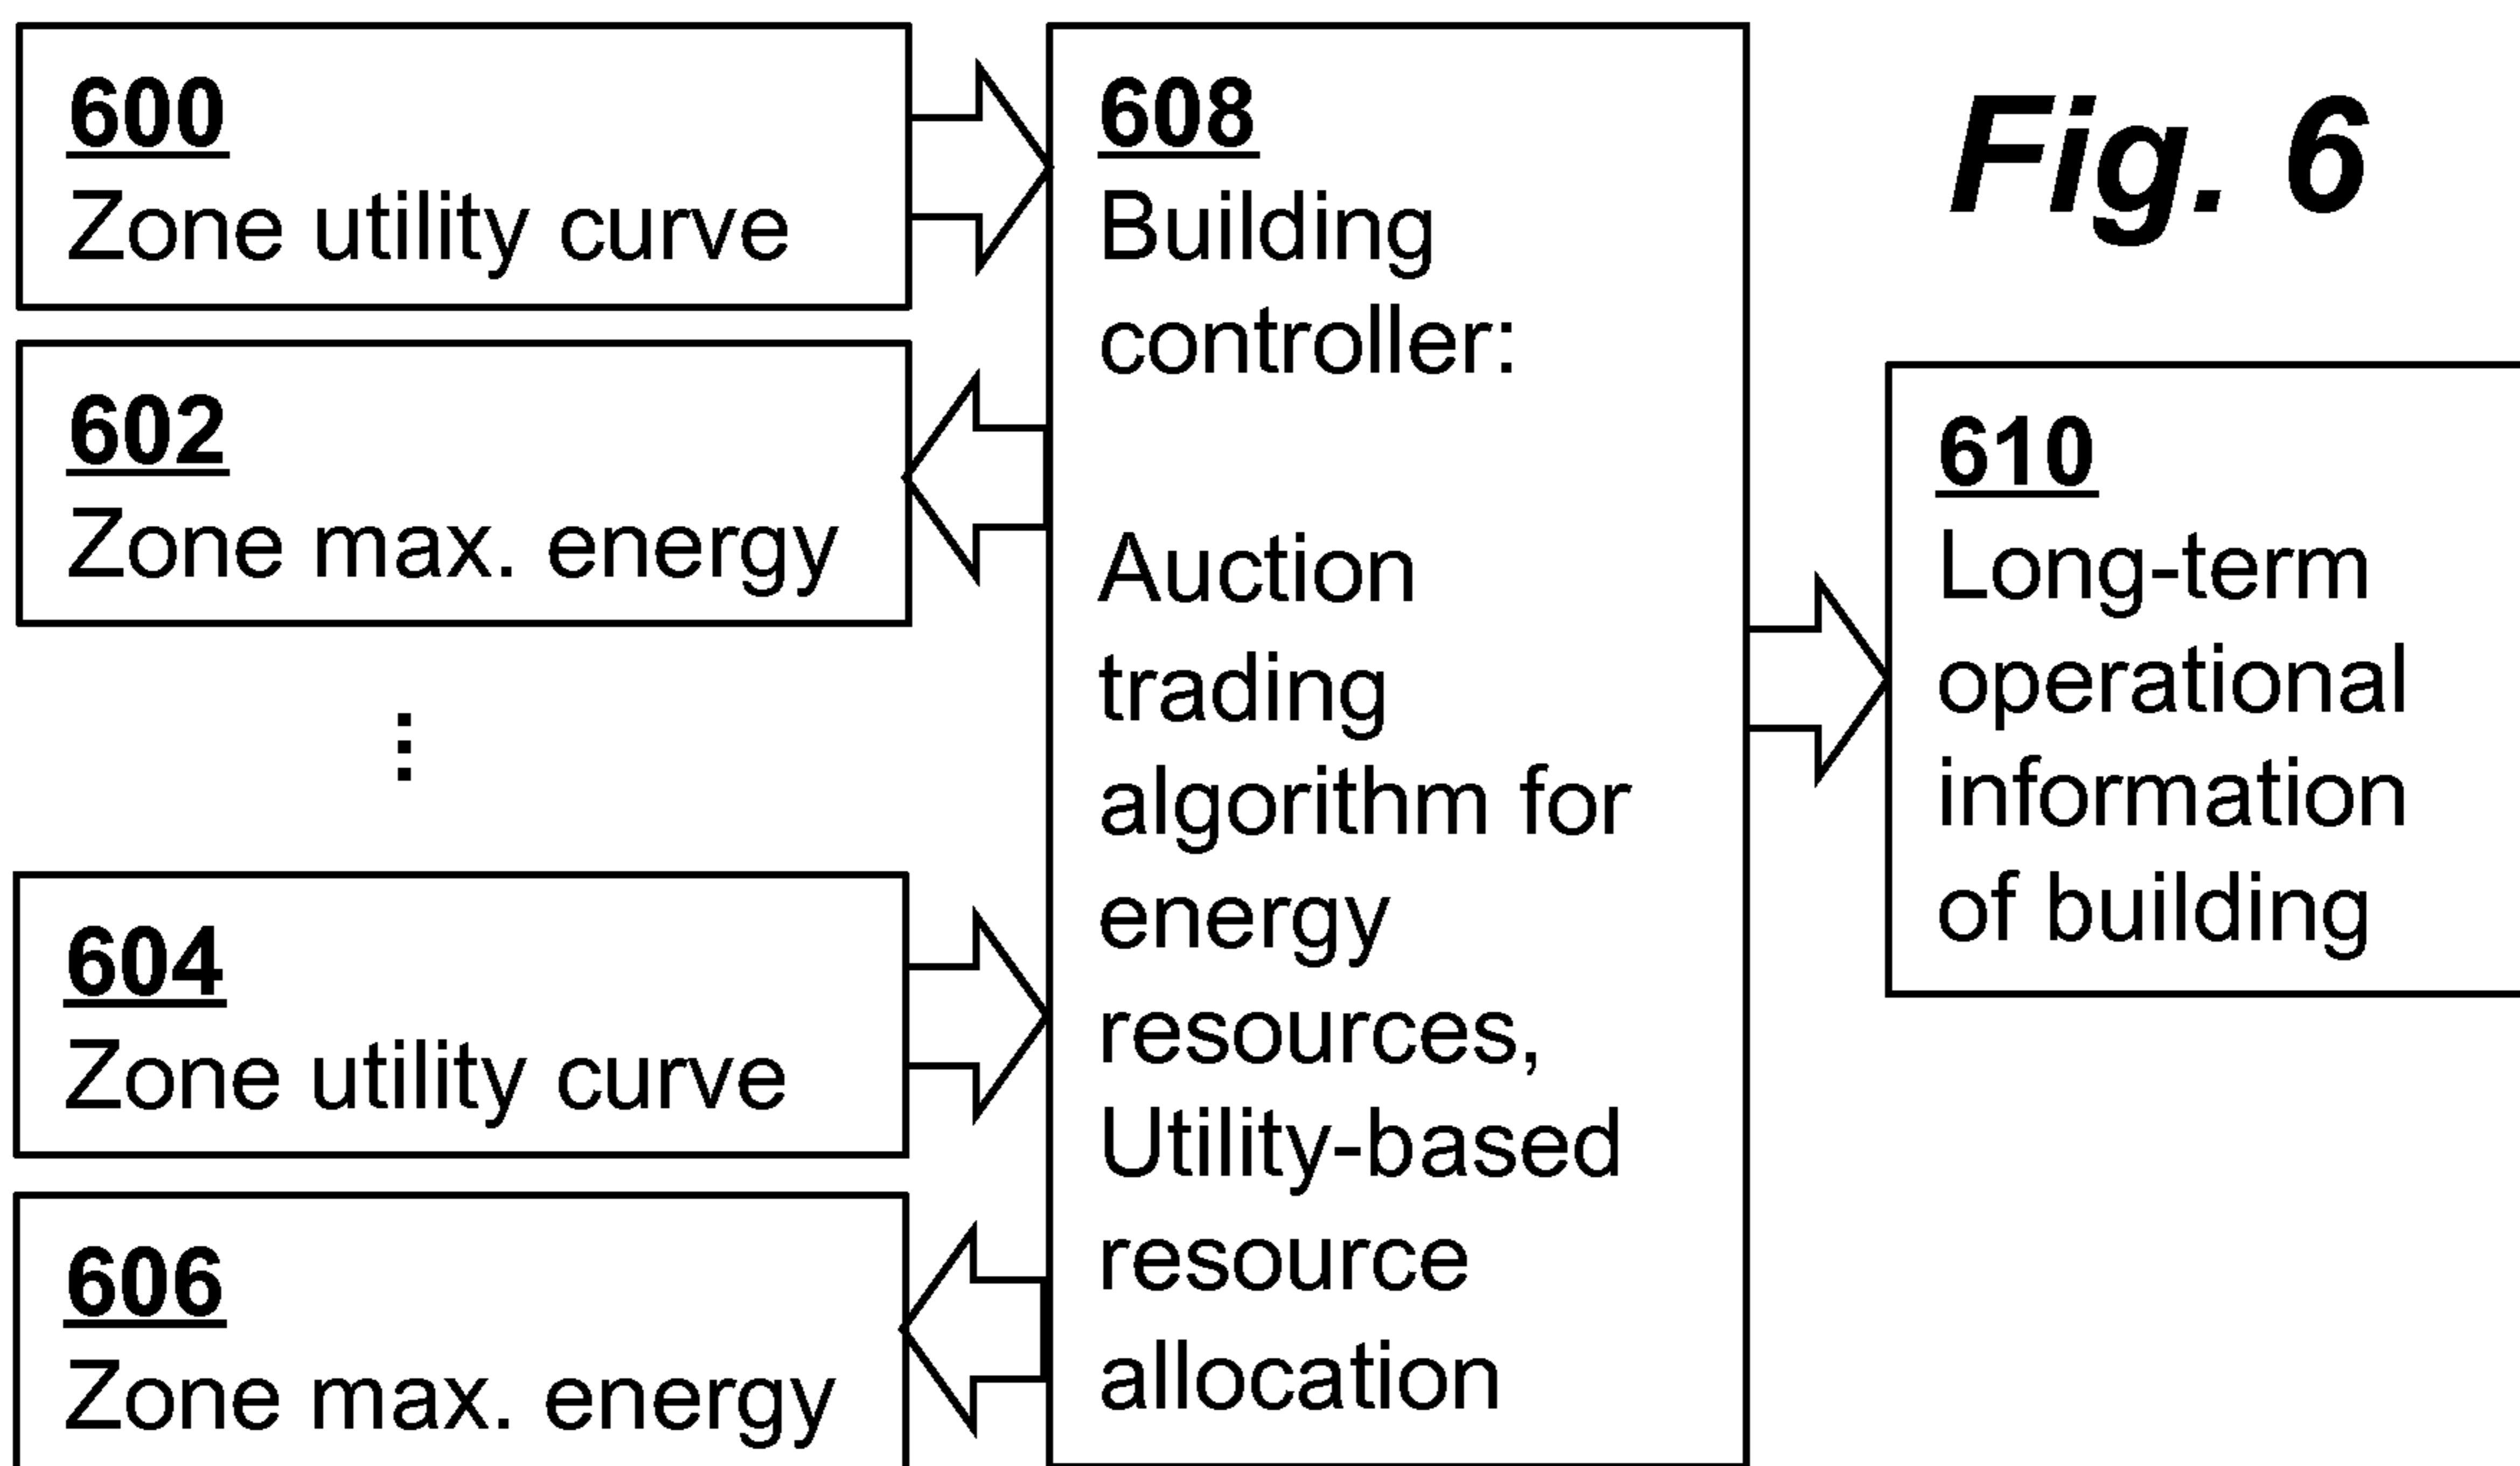 600
Zone utility curve
602
Zone max. energy
⋮
604
Zone utility curve
606
Zone max. energy
608
Building
controller:
Auction
trading
algorithm for
energy
resources,
Utility-based
resource
allocation
Fig. 6
610
Long-term
operational
information
of building